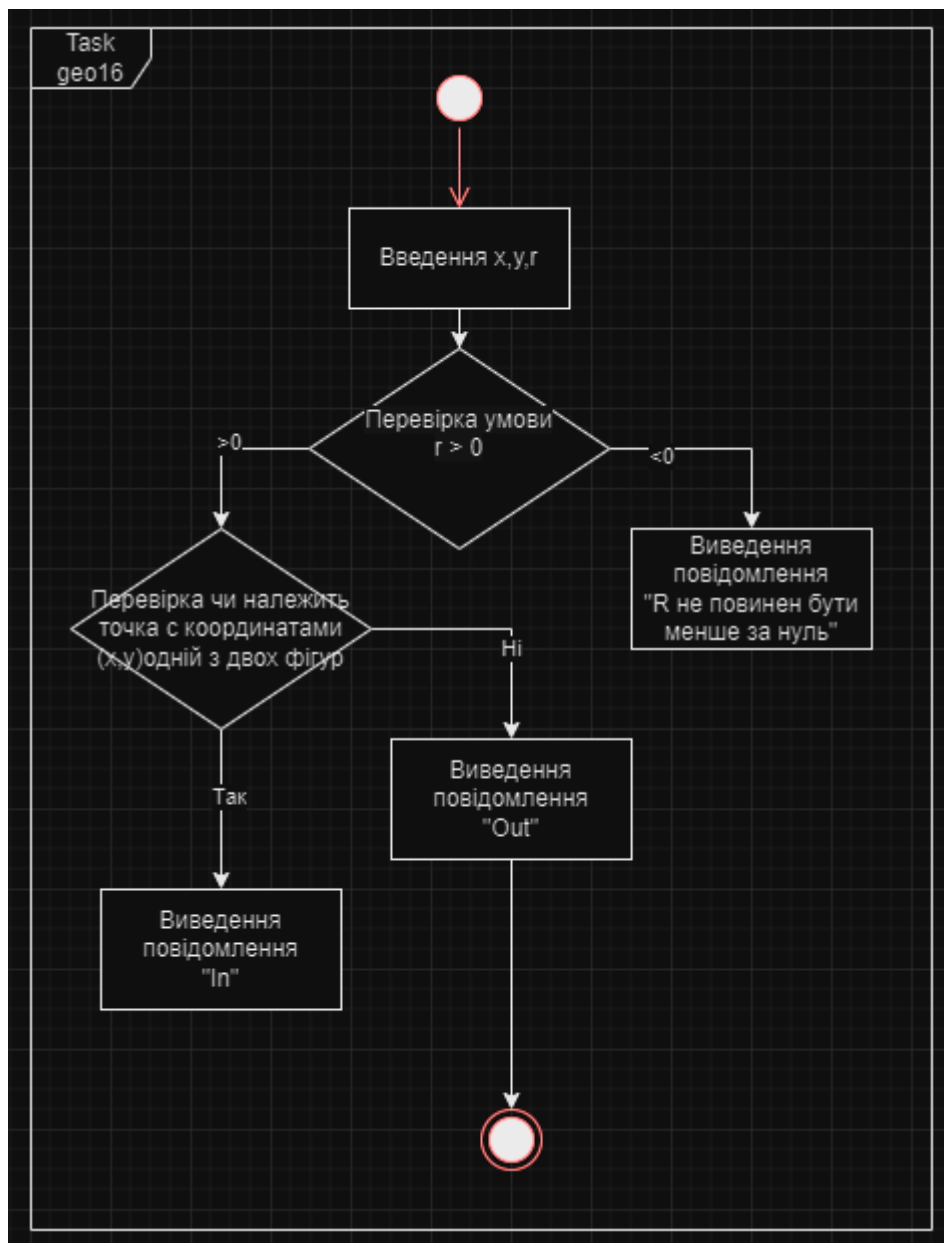 Task
geo16
Введення x,y,r
Перевірка умови
r > 0
>0
<0
Виведення
повідомлення
"R не повинен бути
менше за нуль"
Перевірка чи належить
точка с координатами
(x,y)одній з двох фігур
Ні
Виведення
повідомлення
"Out"
Так
Виведення
повідомлення
"In"